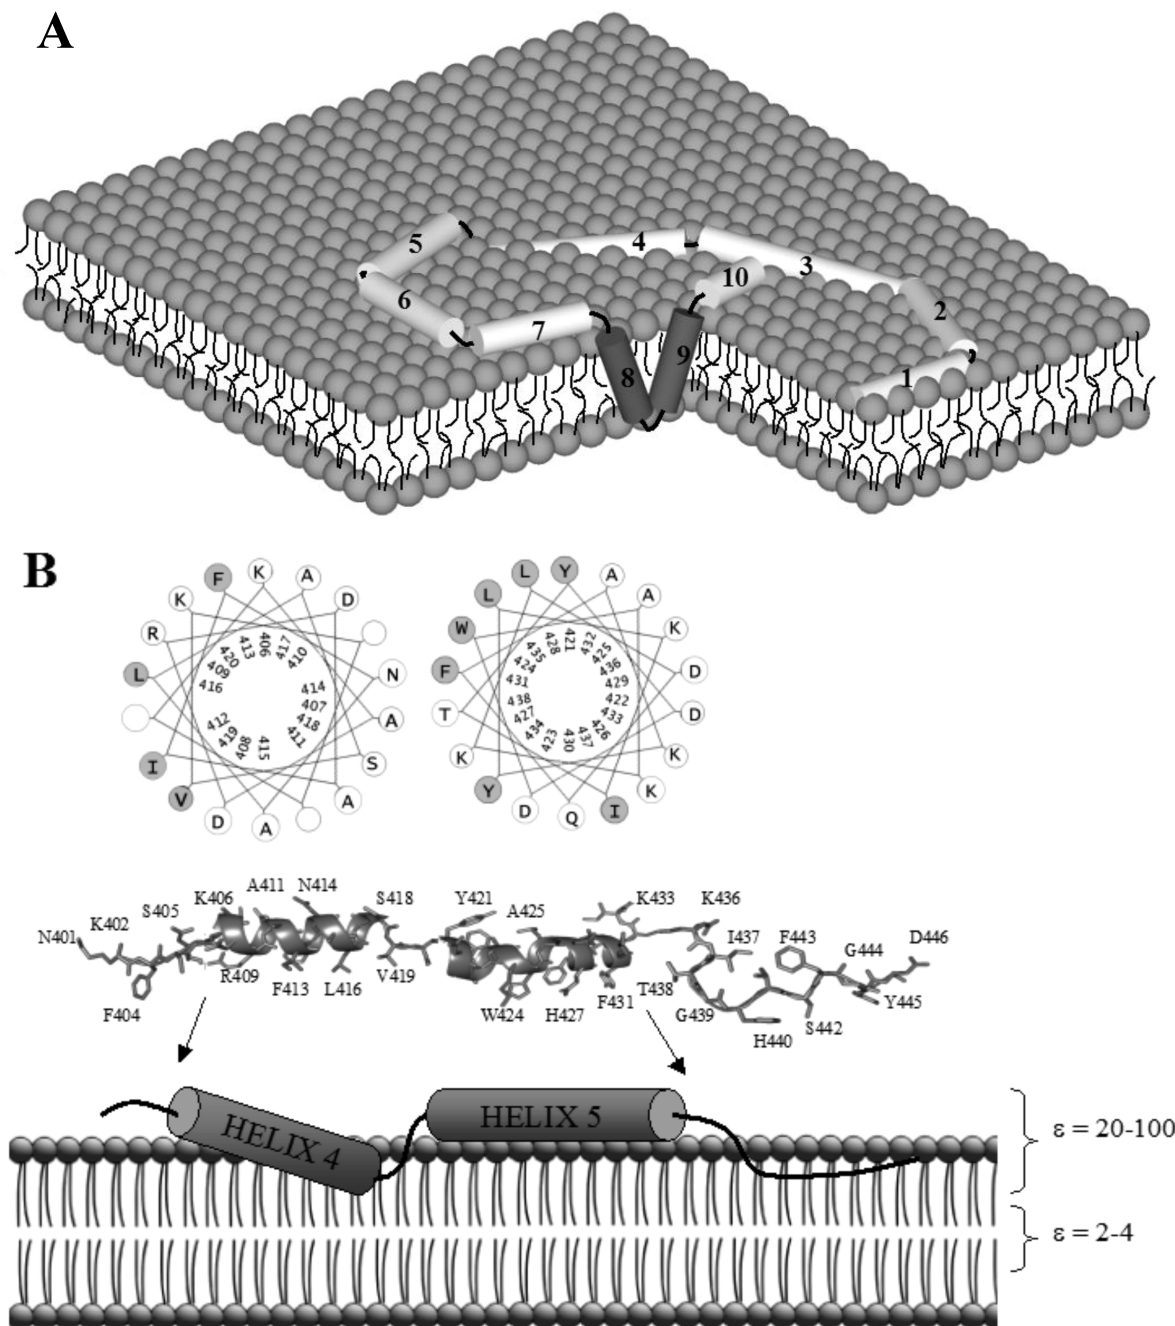 A
5
4
10
3
6
2
7
9
8
1
B
F K A
K D
R
L N
A
I S
V A
D A
406 417 410 414 407 418 411 415 408 419 412 416 409 420 413
L Y A
L A
W K
F D
T D
K K
Y K
D Q I
421 432 425 436 429 422 433 426 437 430 423 434 427 438 431 424 435 428
N401 K402 S405 K406 A411 N414 S418 Y421 A425 K433 K436 I437 F443 G444 D446
F404 R409 F413 L416 V419 W424 H427 F431 T438 G439 H440 S442 Y445
HELIX 4
HELIX 5
ε = 20-100
ε = 2-4